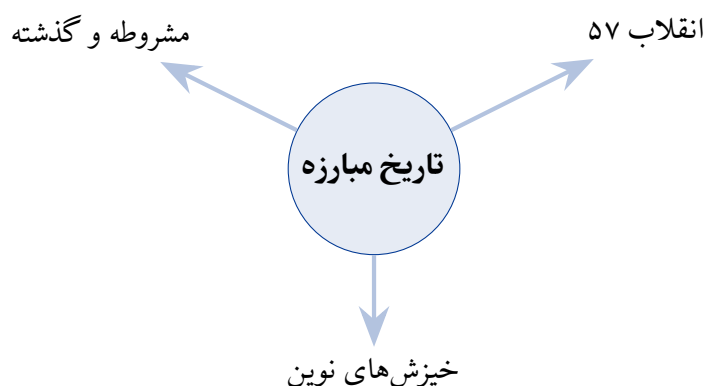 انقلاب ۵۷
مشروطه و گذشته
تاریخ مبارزه
خیزش‌های نوین